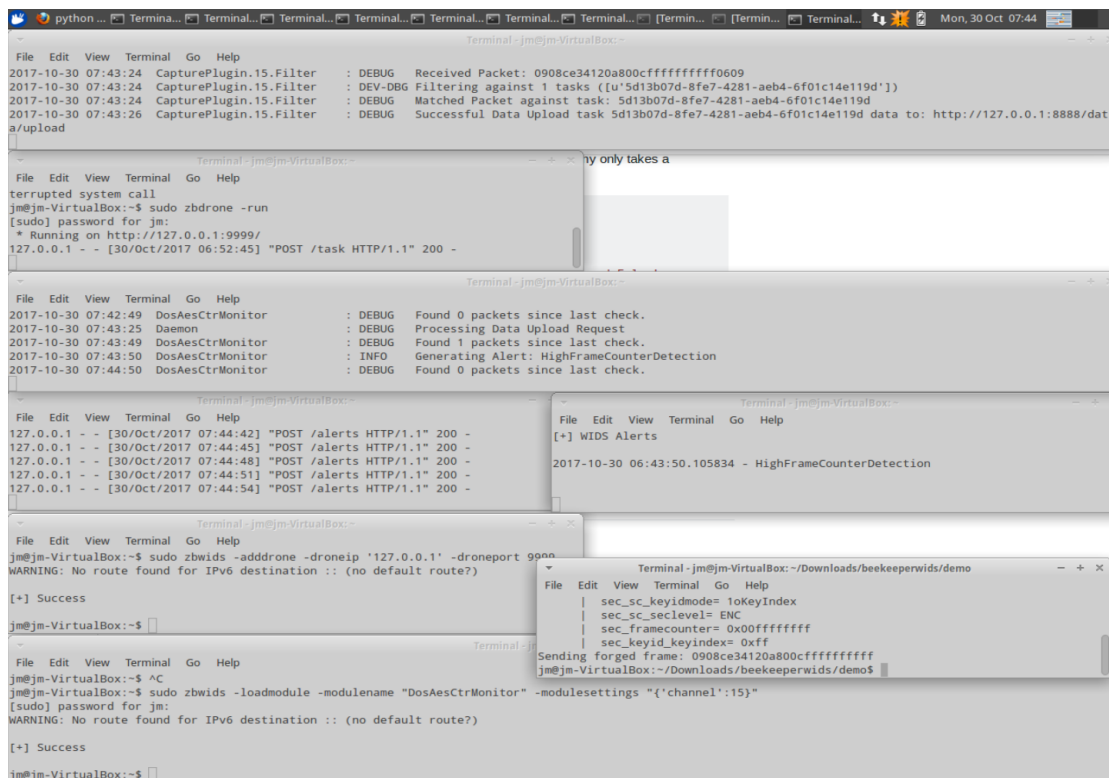 python ... Termina... Terminal... Terminal... Terminal... Terminal... Terminal... Terminal... [Termin... [Termin... Terminal... Mon, 30 Oct 07:44
Terminal - jm@jm-VirtualBox: ~
File Edit View Terminal Go Help
2017-10-30 07:43:24 CapturePlugin.15.Filter : DEBUG Received Packet: 0908ce34120a800cffffffffff0609
2017-10-30 07:43:24 CapturePlugin.15.Filter : DEV-DBG Filtering against 1 tasks ([u'5d13b07d-8fe7-4281-aeb4-6f01c14e119d'])
2017-10-30 07:43:24 CapturePlugin.15.Filter : DEBUG Matched Packet against task: 5d13b07d-8fe7-4281-aeb4-6f01c14e119d
2017-10-30 07:43:26 CapturePlugin.15.Filter : DEBUG Successful Data Upload task 5d13b07d-8fe7-4281-aeb4-6f01c14e119d data to: http://127.0.0.1:8888/dat
a/upload
Terminal - jm@jm-VirtualBox: ~
ny only takes a
File Edit View Terminal Go Help
terrupted system call
jm@jm-VirtualBox:~$ sudo zbdrone -run
[sudo] password for jm:
* Running on http://127.0.0.1:9999/
127.0.0.1 - - [30/Oct/2017 06:52:45] "POST /task HTTP/1.1" 200 -
Terminal - jm@jm-VirtualBox: ~
File Edit View Terminal Go Help
2017-10-30 07:42:49 DosAesCtrMonitor : DEBUG Found 0 packets since last check.
2017-10-30 07:43:25 Daemon : DEBUG Processing Data Upload Request
2017-10-30 07:43:49 DosAesCtrMonitor : DEBUG Found 1 packets since last check.
2017-10-30 07:43:50 DosAesCtrMonitor : INFO Generating Alert: HighFrameCounterDetection
2017-10-30 07:44:50 DosAesCtrMonitor : DEBUG Found 0 packets since last check.
Terminal - jm@jm-VirtualBox: ~
File Edit View Terminal Go Help
127.0.0.1 - - [30/Oct/2017 07:44:42] "POST /alerts HTTP/1.1" 200 -
127.0.0.1 - - [30/Oct/2017 07:44:45] "POST /alerts HTTP/1.1" 200 -
127.0.0.1 - - [30/Oct/2017 07:44:48] "POST /alerts HTTP/1.1" 200 -
127.0.0.1 - - [30/Oct/2017 07:44:51] "POST /alerts HTTP/1.1" 200 -
127.0.0.1 - - [30/Oct/2017 07:44:54] "POST /alerts HTTP/1.1" 200 -
Terminal - jm@jm-VirtualBox: ~
File Edit View Terminal Go Help
[+] WIDS Alerts
2017-10-30 06:43:50.105834 - HighFrameCounterDetection
Terminal - jm@jm-VirtualBox: ~
File Edit View Terminal Go Help
jm@jm-VirtualBox:~$ sudo zbwids -adddrone -droneip '127.0.0.1' -droneport 9999
WARNING: No route found for IPv6 destination :: (no default route?)
[+] Success
jm@jm-VirtualBox:~$
Terminal - jm@jm-VirtualBox: ~/Downloads/beekeeperwids/demo
File Edit View Terminal Go Help
| sec_sc_keyidmode= 1oKeyIndex
| sec_sc_seclevel= ENC
| sec_framecounter= 0x00ffffffff
| sec_keyid_keyindex= 0xff
Sending forged frame: 0908ce34120a800cffffffffff
jm@jm-VirtualBox:~/Downloads/beekeeperwids/demo$
Terminal - j
File Edit View Terminal Go Help
jm@jm-VirtualBox:~$ ^C
jm@jm-VirtualBox:~$ sudo zbwids -loadmodule -modulename "DosAesCtrMonitor" -modulesettings "{'channel':15}"
[sudo] password for jm:
WARNING: No route found for IPv6 destination :: (no default route?)
[+] Success
jm@jm-VirtualBox:~$